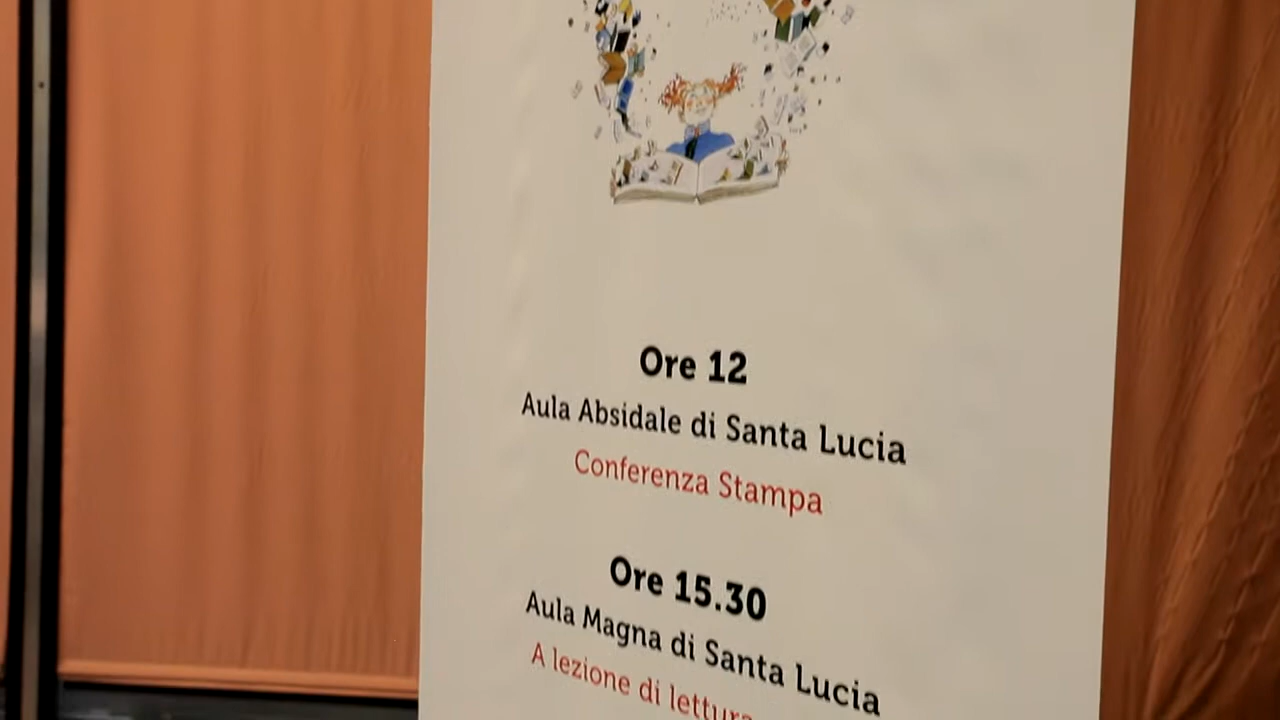 Ore 12
Aula Absidale di Santa Lucia
Conferenza Stampa
Ore 15.30
Aula Magna di Santa Lucia
A lezione di lettura